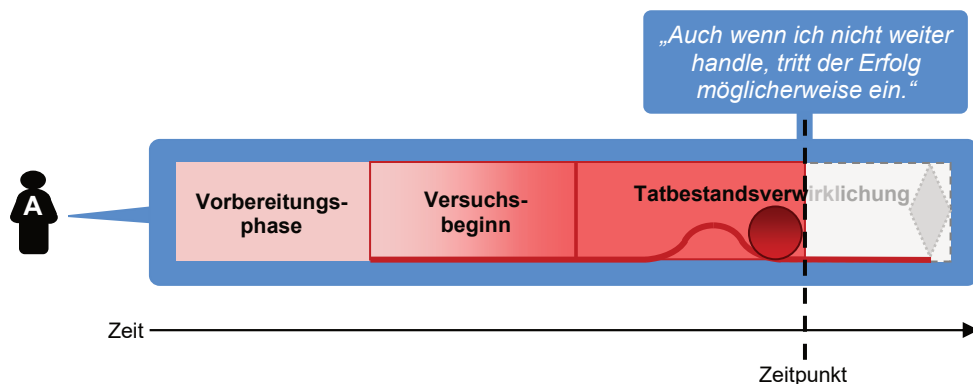 „Auch wenn ich nicht weiter
handle, tritt der Erfolg
möglicherweise ein.“
A
Vorbereitungs-
phase
Versuchs-
beginn
Tatbestandsverwirklichung
Zeit
Zeitpunkt